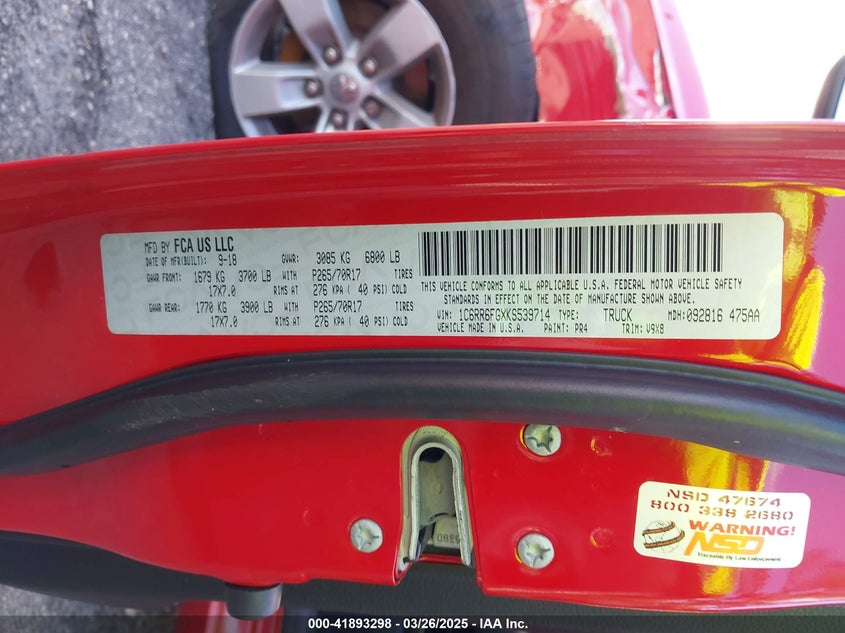 MFD BY FCA US LLC
DATE OF MFR(BUILT): 9-18 GVWR: 3085 KG 6800 LB
GAWR FRONT: 1679 KG 3700 LB WITH P265/70R17 TIRES
17X7.0 RIMS AT 276 KPA ( 40 PSI) COLD
GAWR REAR: 1770 KG 3900 LB WITH P265/70R17 TIRES
17X7.0 RIMS AT 276 KPA ( 40 PSI) COLD
THIS VEHICLE CONFORMS TO ALL APPLICABLE U.S.A. FEDERAL MOTOR VEHICLE SAFETY
STANDARDS IN EFFECT ON THE DATE OF MANUFACTURE SHOWN ABOVE.
VIN: 1C6RR6FGXKS539714 TYPE: TRUCK MDH: 092816 475AA
VEHICLE MADE IN U.S.A. PAINT: PR4 TRIM: V9X8
NSD 47674
800 338 2680
WARNING!
NSD
Traceable By Law Enforcement
000-41893298 - 03/26/2025 - IAA Inc.